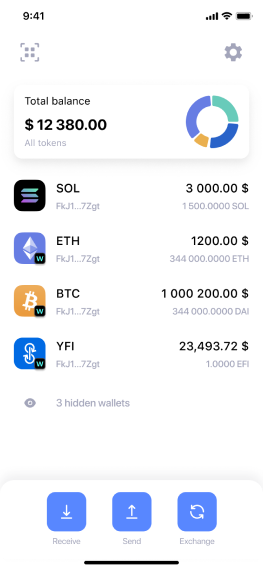 9:41
Total balance
$ 12 380.00
All tokens
SOL 3 000.00 $
FkJ1...7Zgt 1 500.0000 SOL
ETH 1200.00 $
W FkJ1...7Zgt 344 000.0000 ETH
BTC 1 000 200.00 $
W FkJ1...7Zgt 344 000.0000 DAI
YFI 23,493.72 $
W FkJ1...7Zgt 1.0000 EFI
3 hidden wallets
Receive Send Exchange